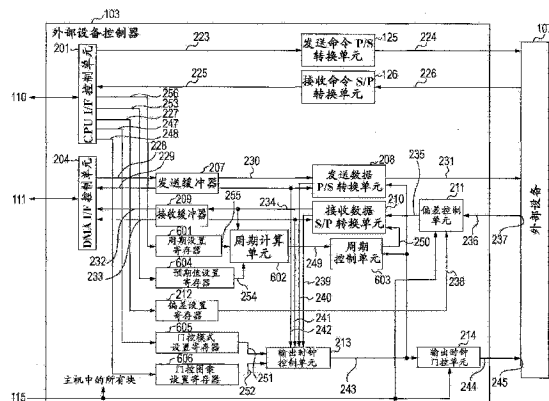 103
外部设备控制器
201
CPU I/F 控制单元
223
发送命令 P/S
转换单元
125
224
225
接收命令 S/P
转换单元
126
226
110
256
253
227
247
248
204
DMA I/F 控制单元
228
229
207
发送缓冲器
230
发送数据
P/S 转换单元
208
235
231
外部设备
111
209
接收缓冲器
234
接收数据
S/P 转换单元
210
211
偏差控制
单元
250
236
237
232
233
601
周期设置
寄存器
255
周期计算
单元
602
249
周期
控制单元
603
238
604
预期值设置
寄存器
254
239
240
241
242
212
偏差设置
寄存器
605
门控模式
设置寄存器
606
门控图案
设置寄存器
251
252
213
输出时钟
控制单元
243
214
输出时钟
门控单元
244
245
主机中的所有块
115